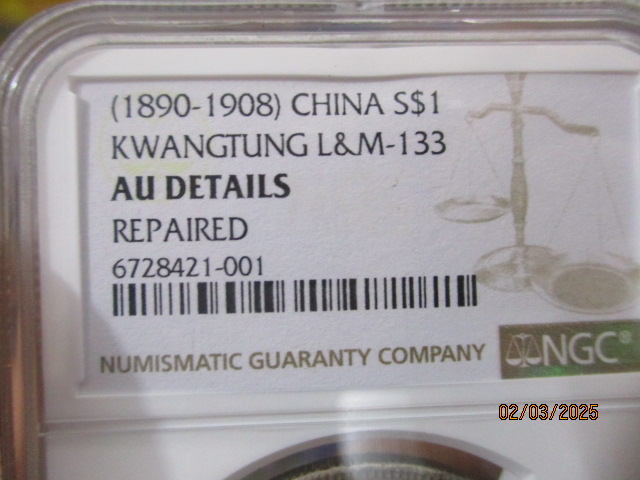 (1890-1908) CHINA S$1
KWANGTUNG L&M-133
AU DETAILS
REPAIRED
6728421-001
NUMISMATIC GUARANTY COMPANY
NGC®
02/03/2025